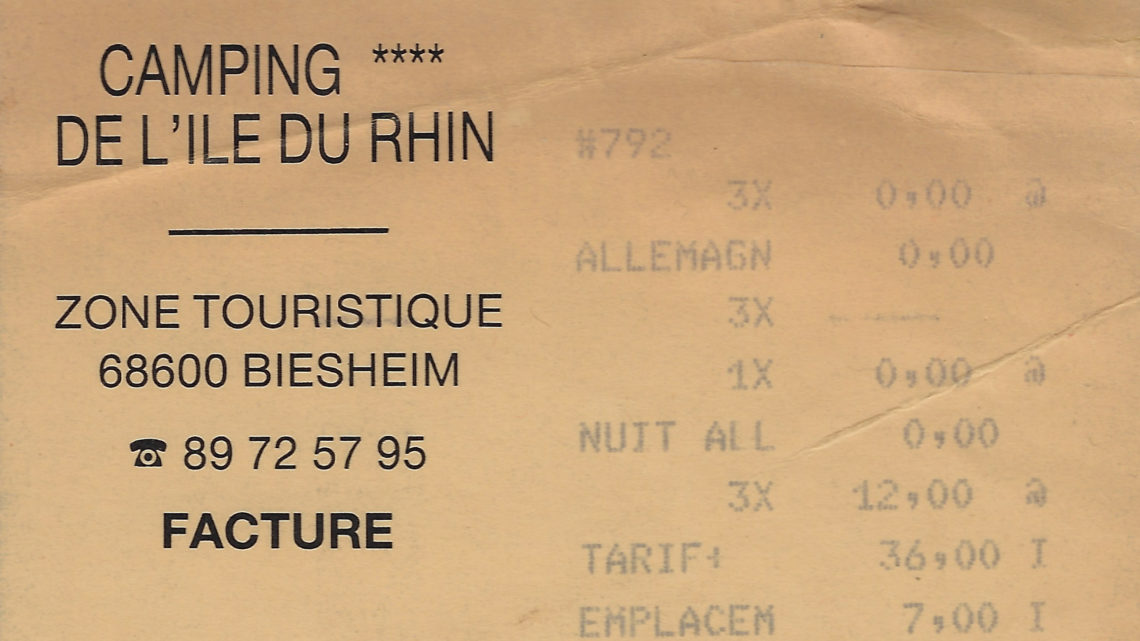 CAMPING ****
DE L'ILE DU RHIN
ZONE TOURISTIQUE
68600 BIESHEIM
☎ 89 72 57 95
FACTURE
#792
3X 0,00 @
ALLEMAGN 0,00
3X
1X 0,00 @
NUIT ALL 0,00
3X 12,00 @
TARIF+ 36,00 I
EMPLACEM 7,00 I